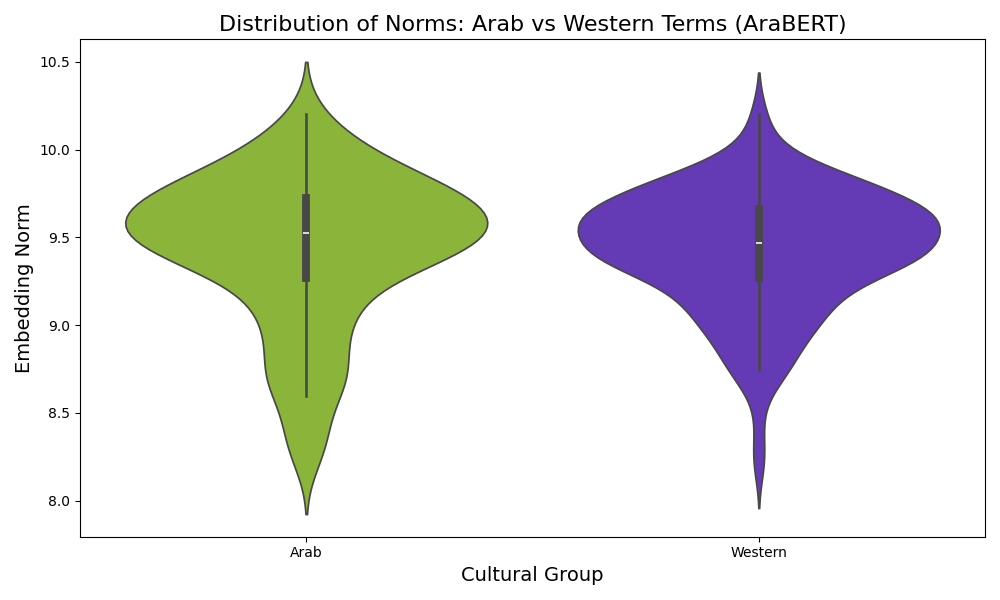 Distribution of Norms: Arab vs Western Terms (AraBERT)
Embedding Norm
10.5
10.0
9.5
9.0
8.5
8.0
Arab
Western
Cultural Group